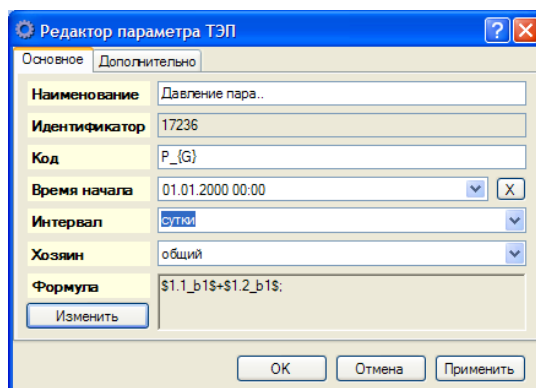 Редактор параметра ТЭП
Основное Дополнительно
Наименование Давление пара..
Идентификатор 17236
Код P_{G}
Время начала 01.01.2000 00:00 X
Интервал сутки
Хозяин общий
Формула $1.1_b1$+$1.2_b1$;
Изменить
OK Отмена Применить